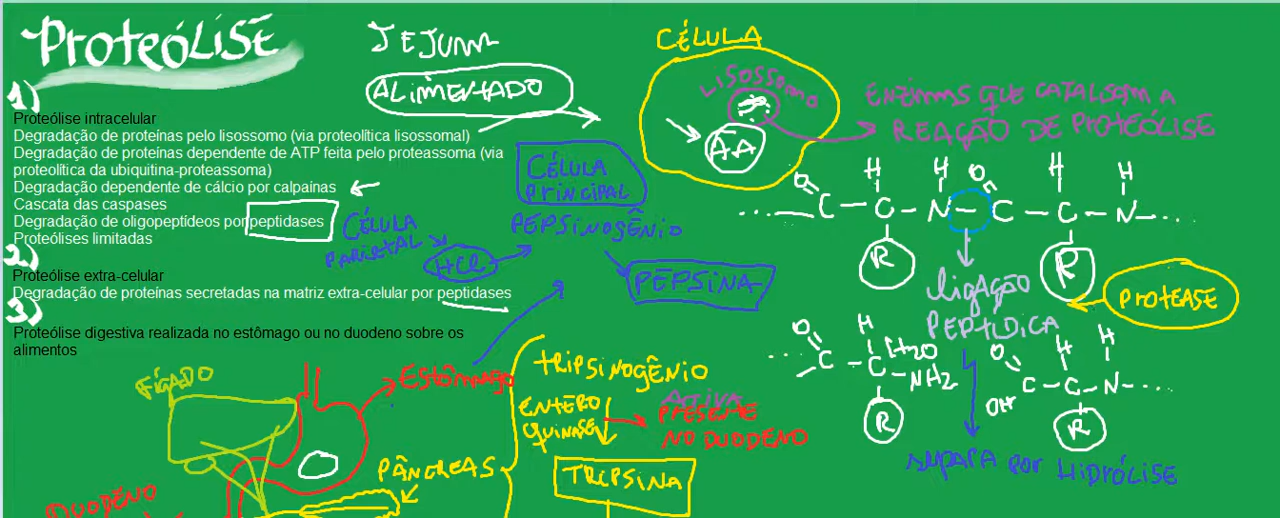 PROTEÓLISE
JEJUM
ALIMENTADO
1)
Proteólise intracelular
Degradação de proteínas pelo lisossomo (via proteolítica lisossomal)
Degradação de proteínas dependente de ATP feita pelo proteassoma (via
proteolítica da ubiquitina-proteassoma)
Degradação dependente de cálcio por calpaínas
Cascata das caspases
Degradação de oligopeptídeos por peptidases
Proteólises limitadas
2)
Proteólise extra-celular
Degradação de proteínas secretadas na matriz extra-celular por peptidases
3)
Proteólise digestiva realizada no estômago ou no duodeno sobre os
alimentos
CÉLULA
LISOSSOMO
AA
ENZIMAS QUE CATALISAM A
REAÇÃO DE PROTEÓLISE
CÉLULA
PRINCIPAL
PEPSINOGÊNIO
CÉLULA
PARIETAL
HCl
PEPSINA
O H H O H H
... C - C - N - C - C - N - ...
R R
LIGAÇÃO
PEPTÍDICA
PROTEASE
O H H2O O H H
... C - C - NH2 OH C - C - N - ...
R R
SEPARA POR HIDRÓLISE
FÍGADO
ESTÔMAGO
TRIPSINOGÊNIO
ENTERO
QUINASE
ATIVA
PRESENTE
NO DUODENO
PÂNCREAS
TRIPSINA
DUODENO